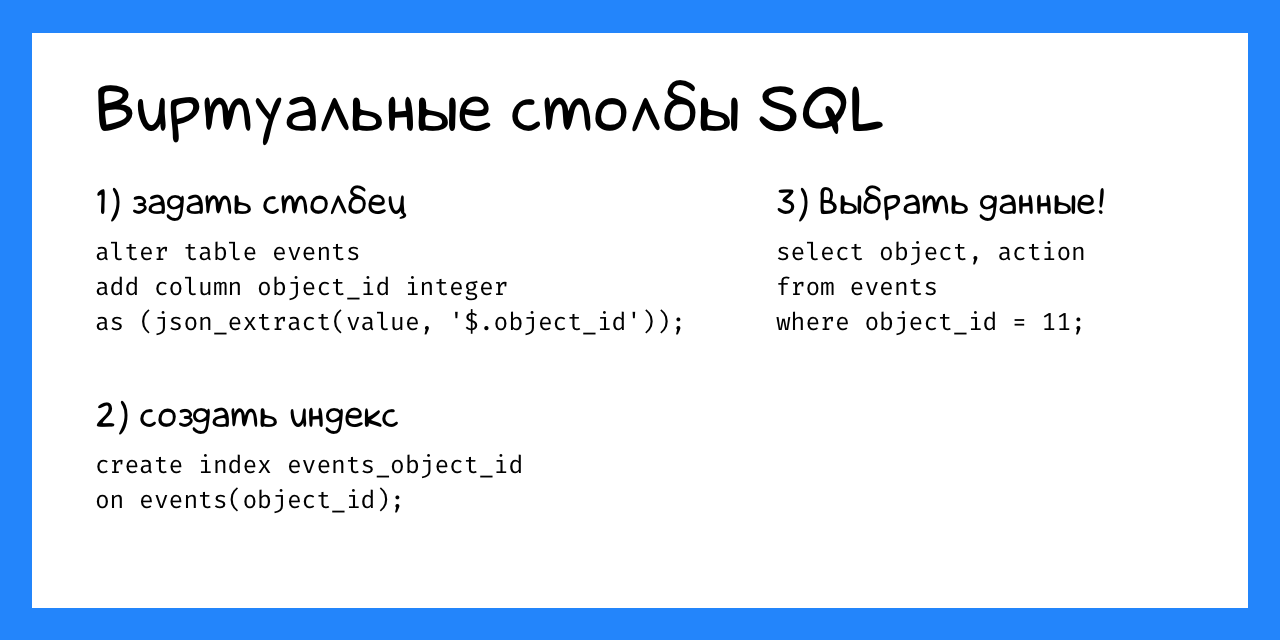 Виртуальные столбы SQL
1) задать столбец
alter table events
add column object_id integer
as (json_extract(value, '$.object_id'));
2) создать индекс
create index events_object_id
on events(object_id);
3) Выбрать данные!
select object, action
from events
where object_id = 11;